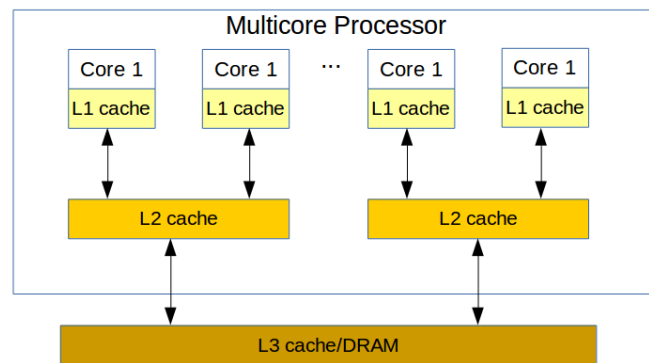 Multicore Processor
Core 1
L1 cache
Core 1
L1 cache
...
Core 1
L1 cache
Core 1
L1 cache
L2 cache
L2 cache
L3 cache/DRAM